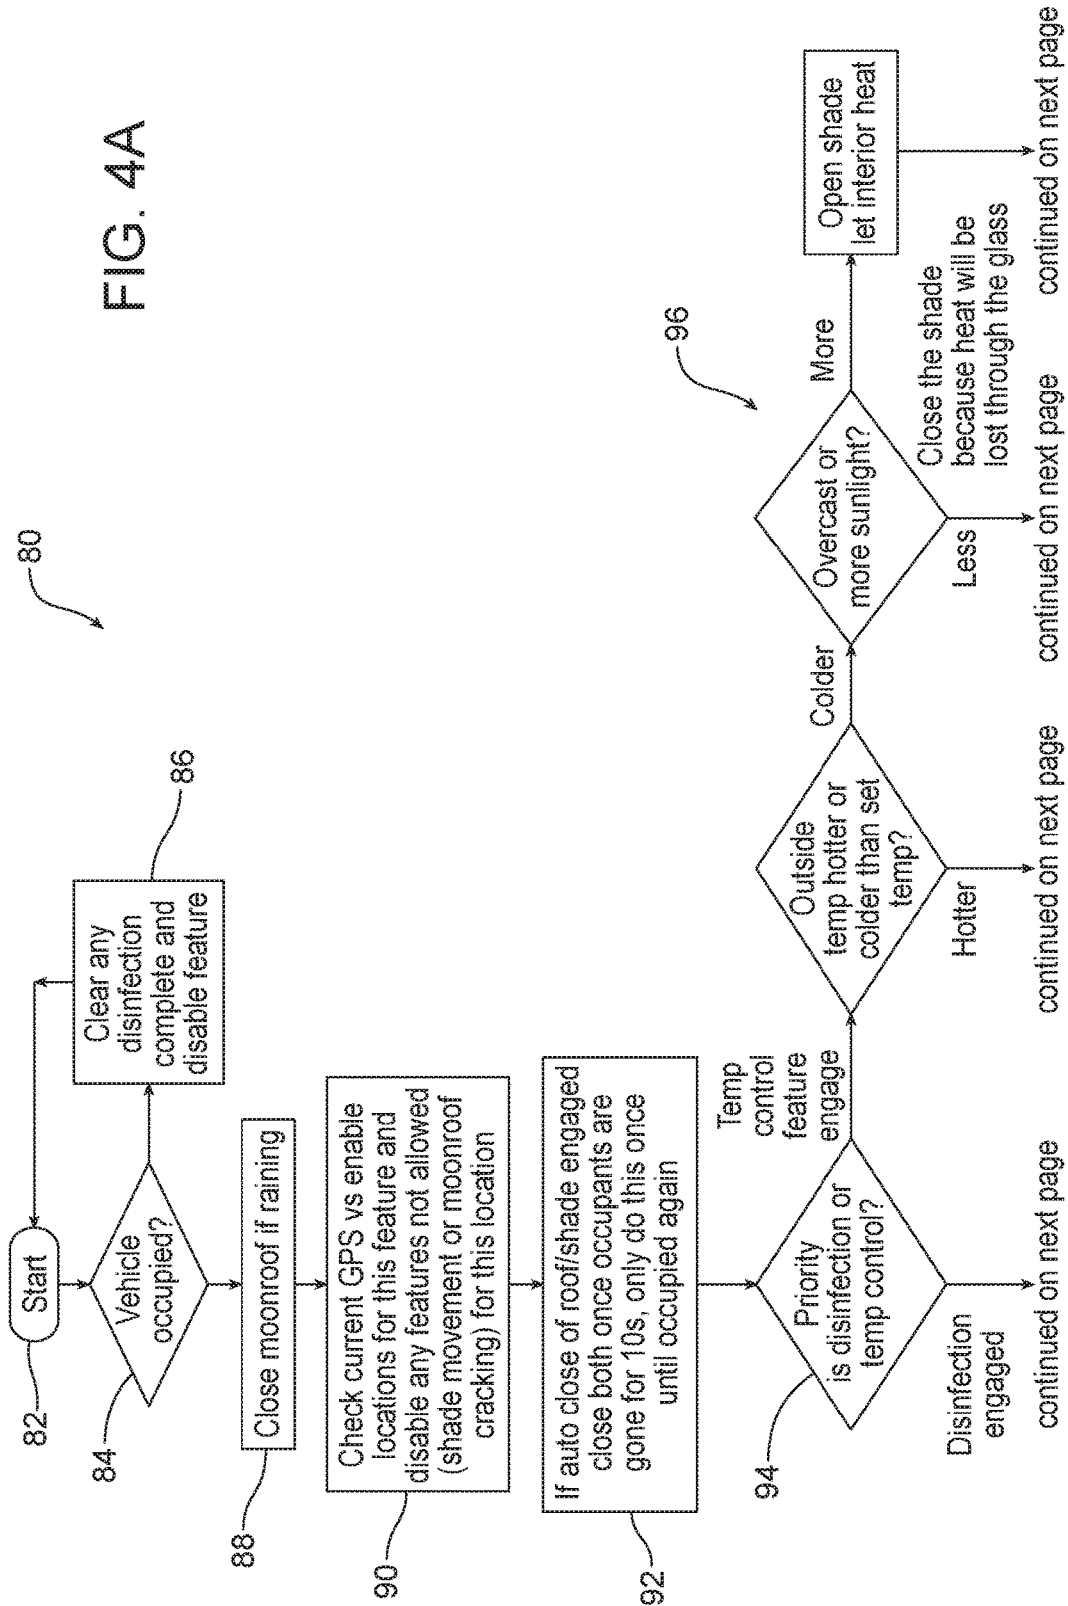 FIG. 4A
80
82
Start
84
Vehicle
occupied?
86
Clear any
disinfection
complete and
disable feature
88
Close moonroof if raining
90
Check current GPS vs enable
locations for this feature and
disable any features not allowed
(shade movement or moonroof
cracking) for this location
92
If auto close of roof/shade engaged
close both once occupants are
gone for 10s, only do this once
until occupied again
94
Priority
is disinfection or
temp control?
Disinfection
engaged
continued on next page
Temp
control
feature
engage
Outside
temp hotter or
colder than set
temp?
Hotter
continued on next page
Colder
96
Overcast or
more sunlight?
Less
Close the shade
because heat will be
lost through the glass
continued on next page
More
Open shade
let interior heat
continued on next page